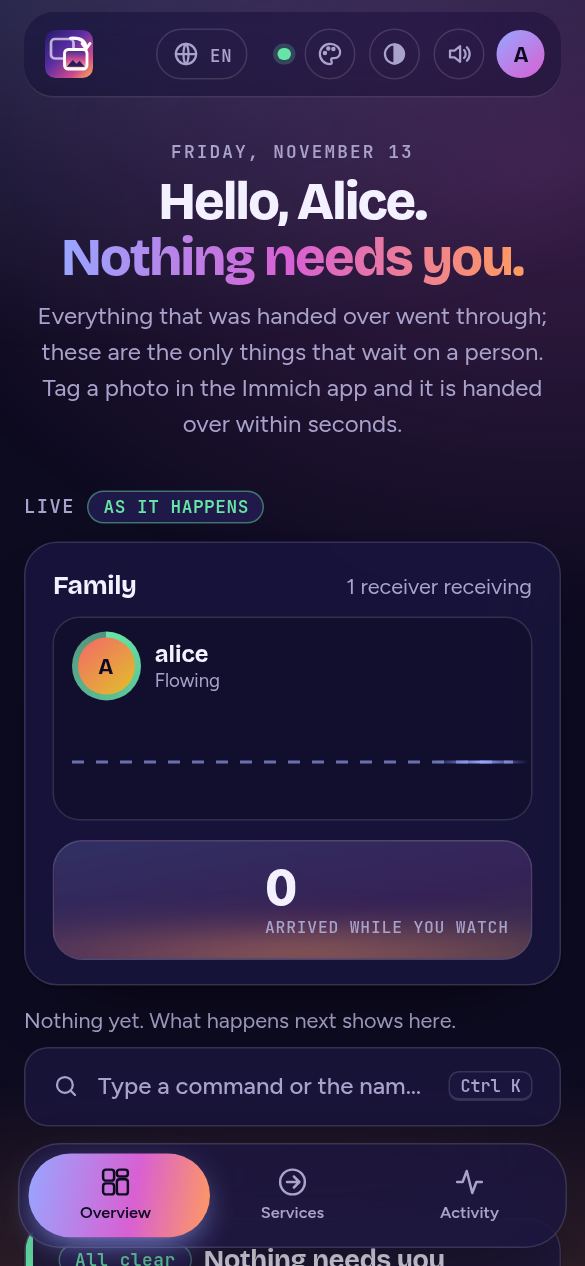 EN
A
FRIDAY, NOVEMBER 13
Hello, Alice.
Nothing needs you.
Everything that was handed over went through;
these are the only things that wait on a person.
Tag a photo in the Immich app and it is handed
over within seconds.
LIVE AS IT HAPPENS
Family 1 receiver receiving
A alice
Flowing
0
ARRIVED WHILE YOU WATCH
Nothing yet. What happens next shows here.
Type a command or the nam... Ctrl K
Overview Services Activity
All clear Nothing needs you